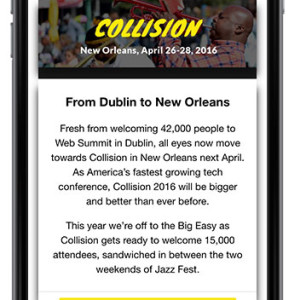 COLLISION
New Orleans, April 26-28, 2016
From Dublin to New Orleans
Fresh from welcoming 42,000 people to
Web Summit in Dublin, all eyes now move
towards Collision in New Orleans next April.
As America's fastest growing tech
conference, Collision 2016 will be bigger
and better than ever before.
This year we're off to the Big Easy as
Collision gets ready to welcome 15,000
attendees, sandwiched in between the two
weekends of Jazz Fest.